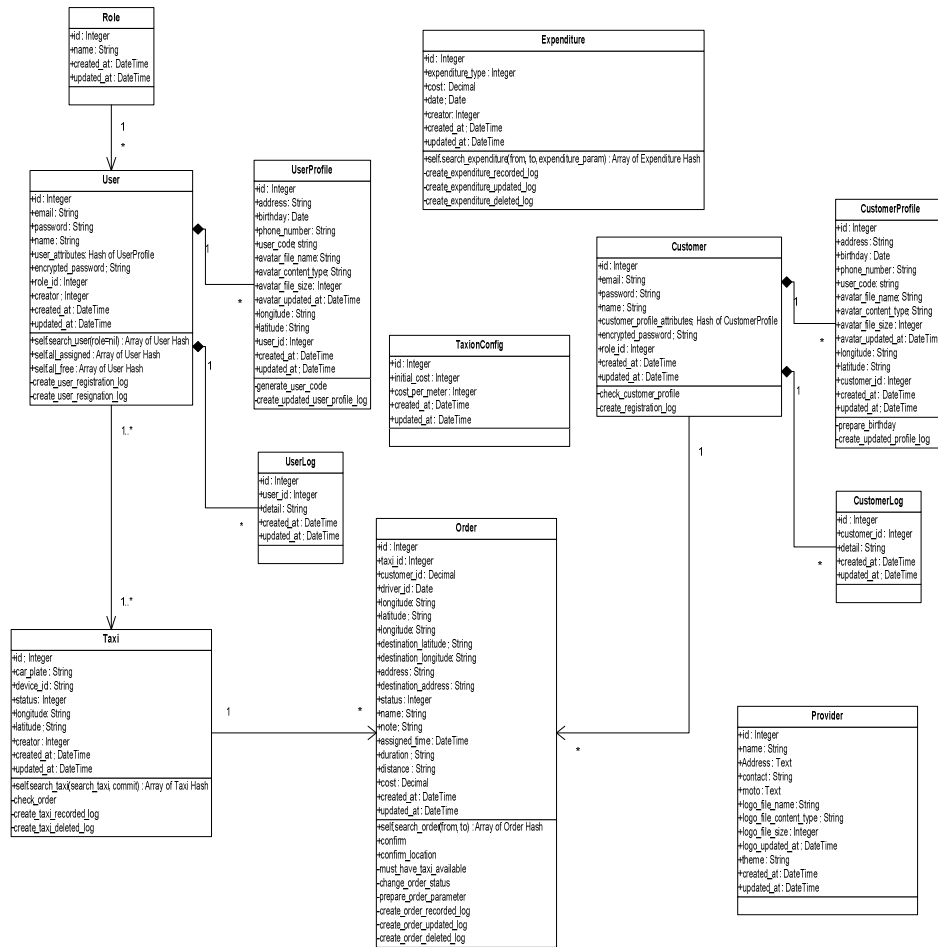 Role
+id : Integer
+name : String
+created_at : DateTime
+updated_at : DateTime
1
*
User
+id : Integer
+email : String
+password : String
+name : String
+user_attributes: Hash of UserProfile
+encrypted_password ; String
+role_id : Integer
+creator : Integer
+created_at : DateTime
+updated_at : DateTime
+self.search_user(role=nil) : Array of User Hash
+self.all_assigned : Array of User Hash
+self.all_free : Array of User Hash
-create_user_registration_log
-create_user_resignation_log
1
*
1
*
1..*
1..*
UserProfile
+id : Integer
+address : String
+birthday : Date
+phone_number : String
+user_code string
+avatar_file_name: String
+avatar_content_type; String
+avatar_file_size: Integer
+avatar_updated_at : DateTime
+longitude : String
+latitude : String
+user_id : Integer
+created_at : DateTime
+updated_at : DateTime
-generate_user_code
-create_updated_user_profile_log
UserLog
+id : Integer
+user_id : Integer
+detail : String
+created_at : DateTime
+updated_at : DateTime
Expenditure
+id : Integer
+expenditure_type : Integer
+cost : Decimal
+date ; Date
+creator: Integer
+created_at ; DateTime
+updated_at : DateTime
+self.search_expenditure(from, to, expenditure_param) : Array of Expenditure Hash
-create_expenditure_recorded_log
-create_expenditure_updated_log
-create_expenditure_deleted_log
TaxionConfig
+id : Integer
+initial_cost : Integer
+cost_per_meter : Integer
+created_at ; DateTime
+updated_at : DateTime
Customer
+id : Integer
+email : String
+password : String
+name : String
+customer_profile_attributes; Hash of CustomerProfile
+encrypted password ; String
+role_id : Integer
+created_at : DateTime
+updated_at : DateTime
-check_customer_profile
-create_registration_log
1
*
1
*
1
*
CustomerProfile
+id : Integer
+address : String
+birthday : Date
+phone_number : String
+user_code : string
+avatar_file_name : String
+avatar_content_type : String
+avatar_file_size : Integer
+avatar_updated_at : DateTime
+longitude : String
+latitude : String
+customer_id : Integer
+created_at : DateTime
+updated_at : DateTime
-prepare_birthday
-create_updated_profile_log
CustomerLog
+id : Integer
+customer_id : Integer
+detail : String
+created_at : DateTime
+updated_at ; DateTime
Taxi
+id ; Integer
+car_plate : String
+device_id : String
+status : Integer
+longitude: String
+latitude ; String
+creator : Integer
+created_at : DateTime
+updated_at : DateTime
+self.search_taxi(search_taxi, commit) : Array of Taxi Hash
-check_order
-create_taxi_recorded_log
-create_taxi_deleted_log
1
*
Order
+id : Integer
+taxi_id : Integer
+customer_id : Decimal
+driver_id : Date
+longitude: String
+latitude ; String
+longitude: String
+destination_latitude ; String
+destination_longitude: String
+address : String
+destination_address : String
+status : Integer
+name : String
+note ; String
+assigned_time : DateTime
+duration ; String
+distance : String
+cost : Decimal
+created_at : DateTime
+updated_at : DateTime
+self.search_order(from, to) : Array of Order Hash
+confirm
+confirm_location
-must_have_taxi_available
-change_order_status
-prepare_order_parameter
-create_order_recorded_log
-create_order_updated_log
-create_order_deleted_log
Provider
+id : Integer
+name : String
+Address : Text
+contact : String
+moto : Text
+logo_file_name : String
+logo_file_content_type ; String
+logo_file_size : Integer
+logo_updated_at : DateTime
+theme : String
+created_at : DateTime
+updated_at : DateTime